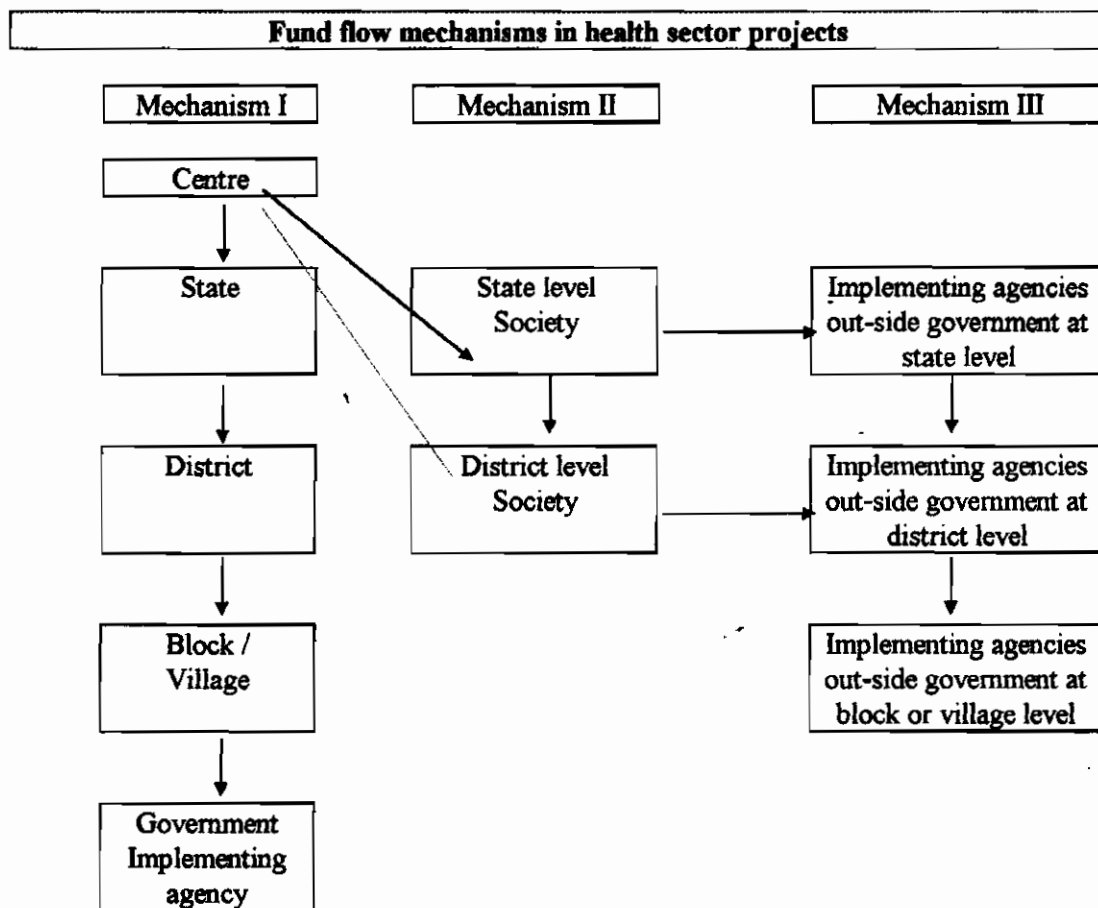 Fund flow mechanisms in health sector projects
Mechanism I
Mechanism II
Mechanism III
Centre
State
State level
Society
Implementing agencies
out-side government at
state level
District
District level
Society
Implementing agencies
out-side government at
district level
Block /
Village
Implementing agencies
out-side government at
block or village level
Government
Implementing
agency